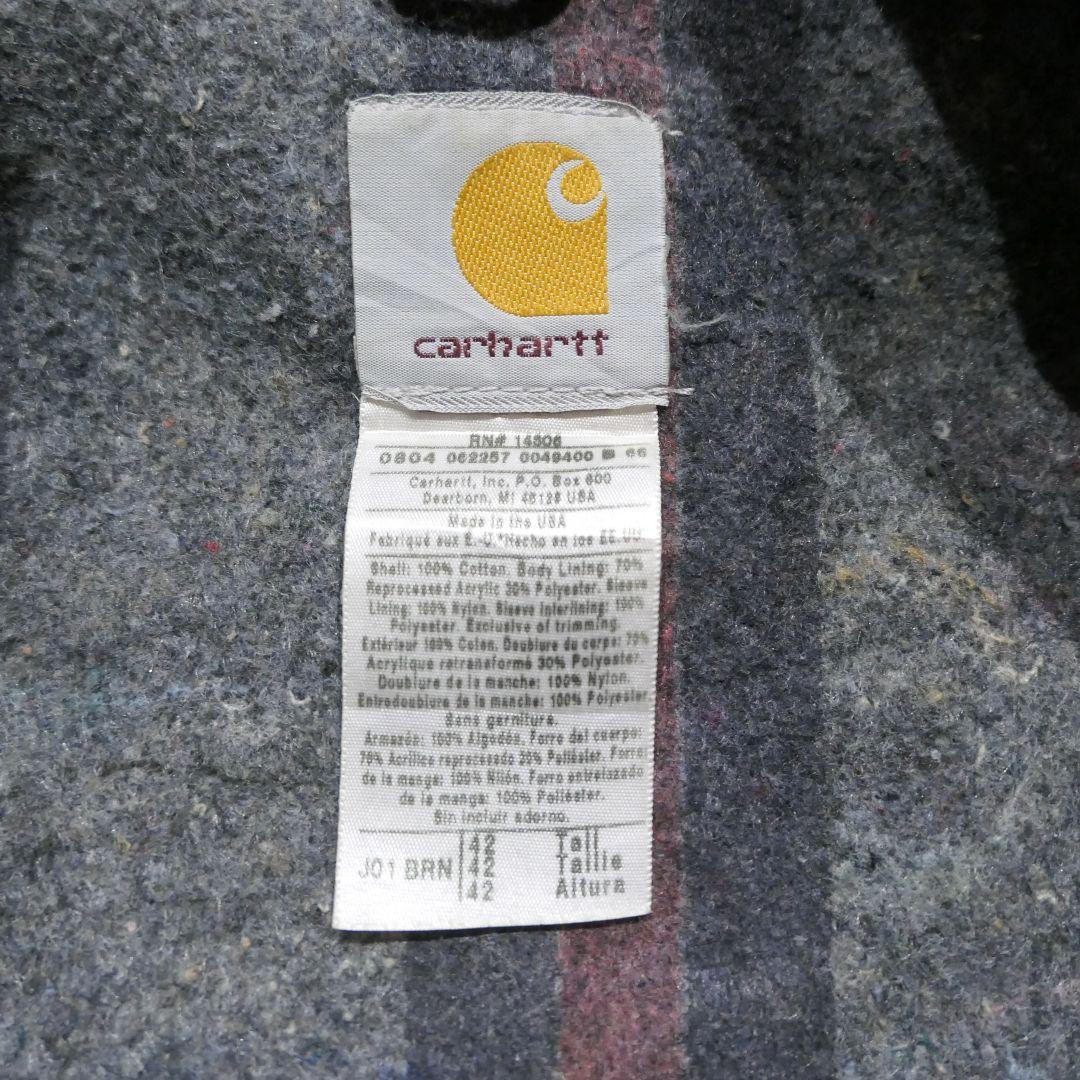 carhartt
RN# 14806
0804 062257 0049400 66
Carhartt, Inc. P.O. Box 600
Dearborn, MI 48128 USA
Made in the USA
Fabriqué aux É.-U.*Hecho en los EE.UU.
Shell: 100% Cotton. Body Lining: 70%
Reprocessed Acrylic 30% Polyester. Sleeve
Lining: 100% Nylon. Sleeve Interlining: 100%
Polyester. Exclusive of trimming.
Extérieur 100% Coton. Doublure du corps: 70%
Acrylique retransformé 30% Polyester.
Doublure de la manche: 100% Nylon.
Entredoublure de la manche: 100% Polyester
Sans garniture.
Armazón: 100% Algodón. Forro del cuerpo:
70% Acrílico reprocesado 30% Poliéster. Forro
de la manga: 100% Nilón. Forro entrelazado
de la manga: 100% Poliéster.
Sin incluir adorno.
J01 BRN
42 Tall
42 Taille
42 Altura